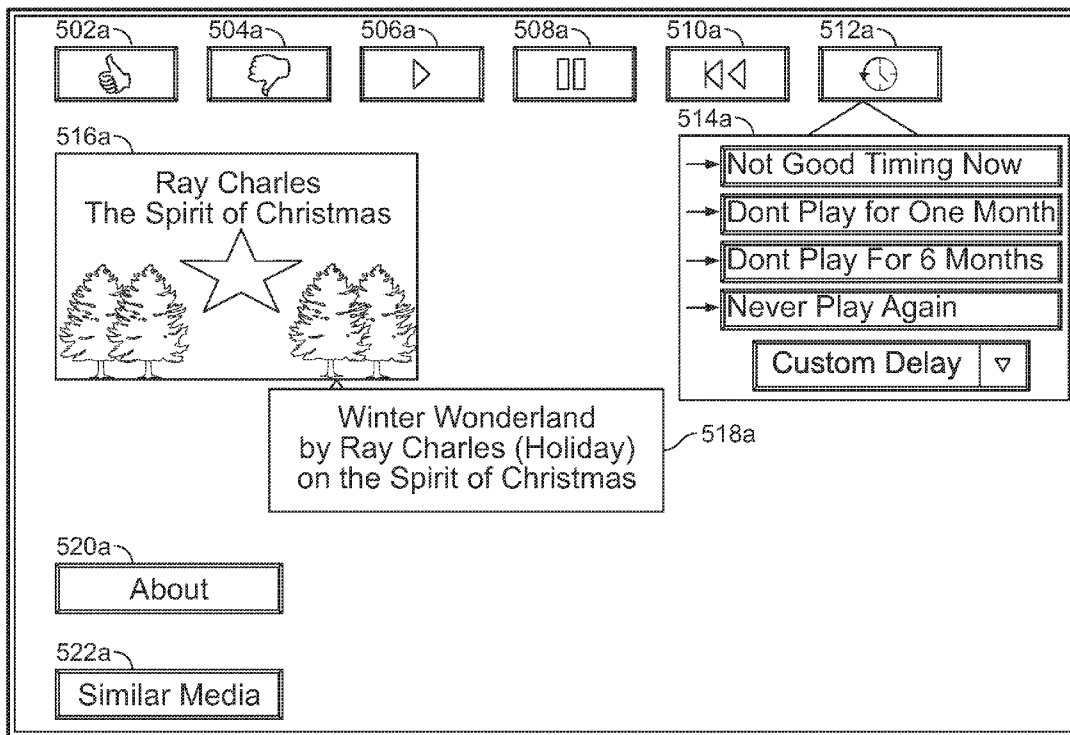 502a
504a
506a
508a
510a
512a
516a
514a
Ray Charles
The Spirit of Christmas
Not Good Timing Now
Dont Play for One Month
Dont Play For 6 Months
Never Play Again
Custom Delay
Winter Wonderland
by Ray Charles (Holiday)
on the Spirit of Christmas
518a
520a
About
522a
Similar Media